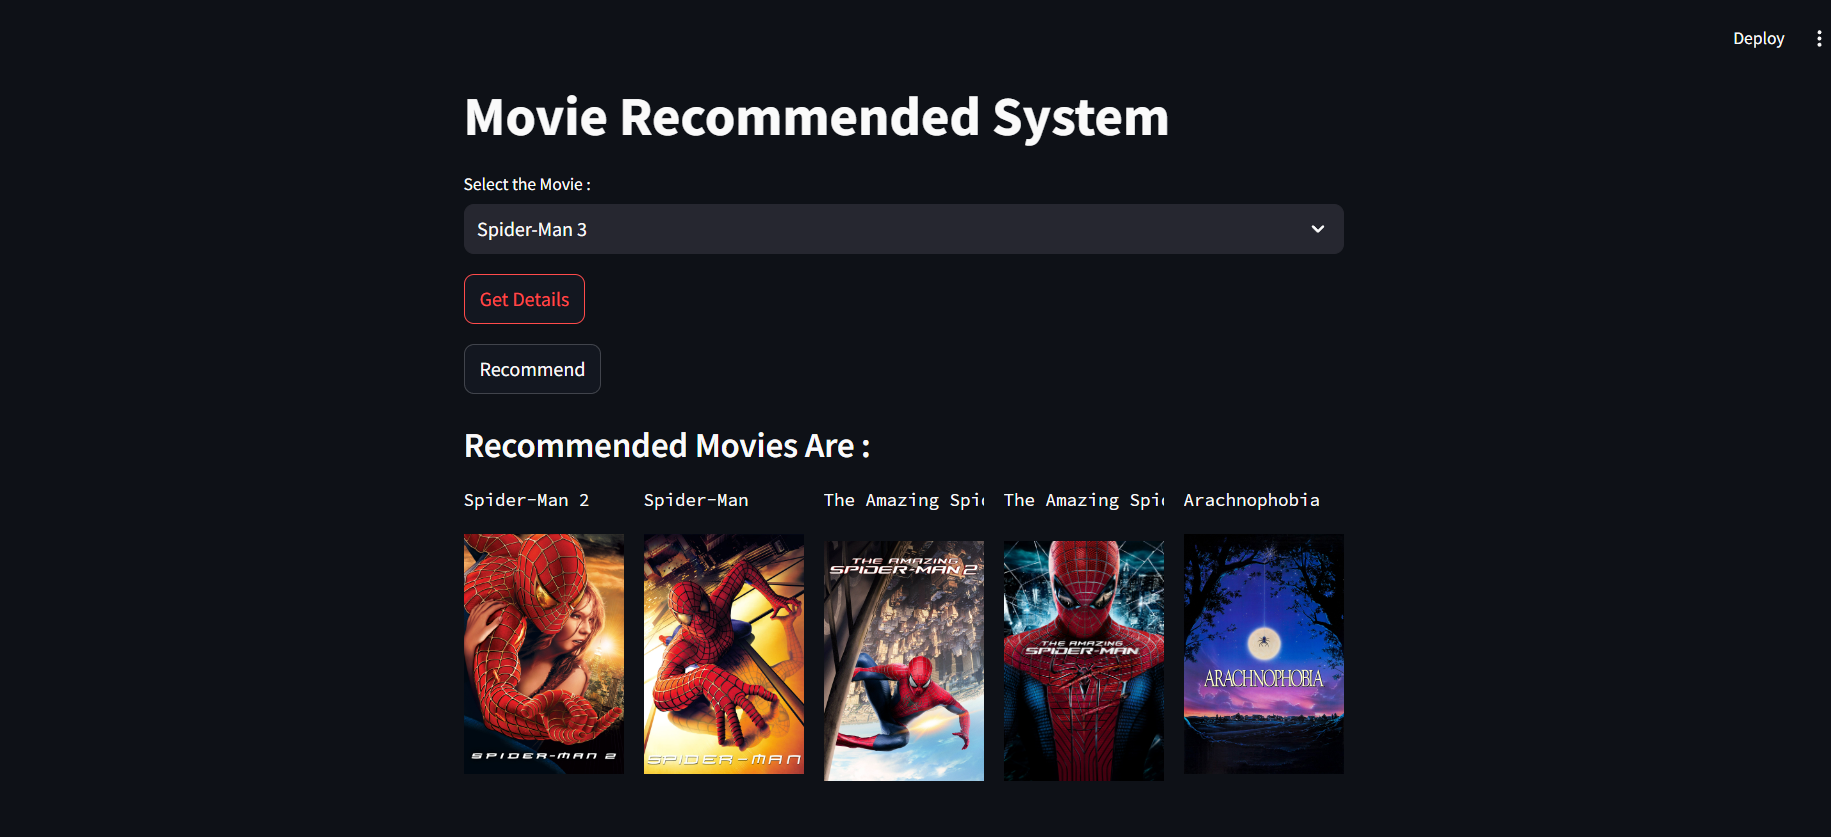 Deploy
Movie Recommended System
Select the Movie :
Spider-Man 3
Get Details
Recommend
Recommended Movies Are :
Spider-Man 2
Spider-Man
The Amazing Spi
The Amazing Spi
Arachnophobia
SPIDER-MAN 2
SPIDER-MAN
THE AMAZING
SPIDER-MAN 2
THE AMAZING
SPIDER-MAN
ARACHNOPHOBIA